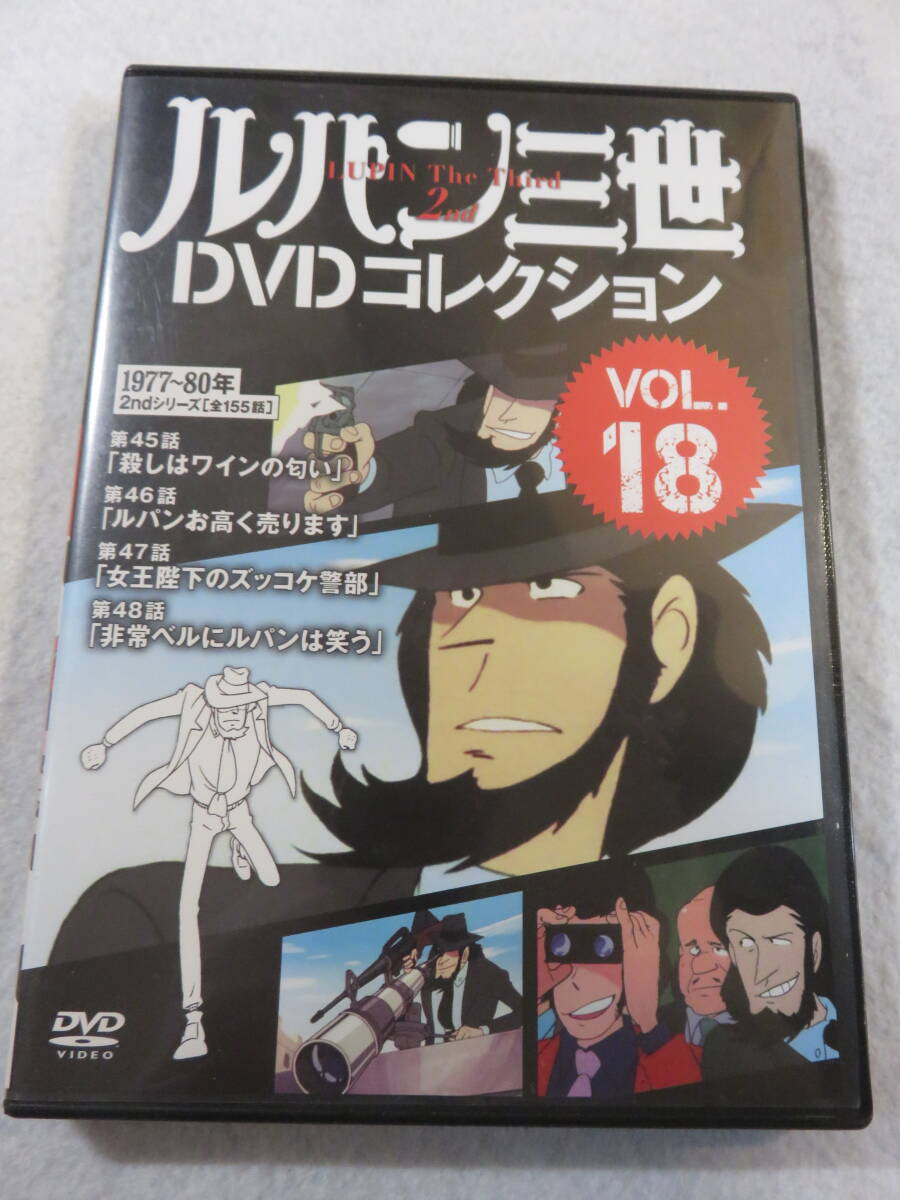 ルパン三世
LUPIN The Third
2nd
DVDコレクション
1977~80年
2ndシリーズ[全155話]
VOL.
18
第45話
「殺しはワインの匂い」
第46話
「ルパンお高く売ります」
第47話
「女王陛下のズッコケ警部」
第48話
「非常ベルにルパンは笑う」
DVD
VIDEO